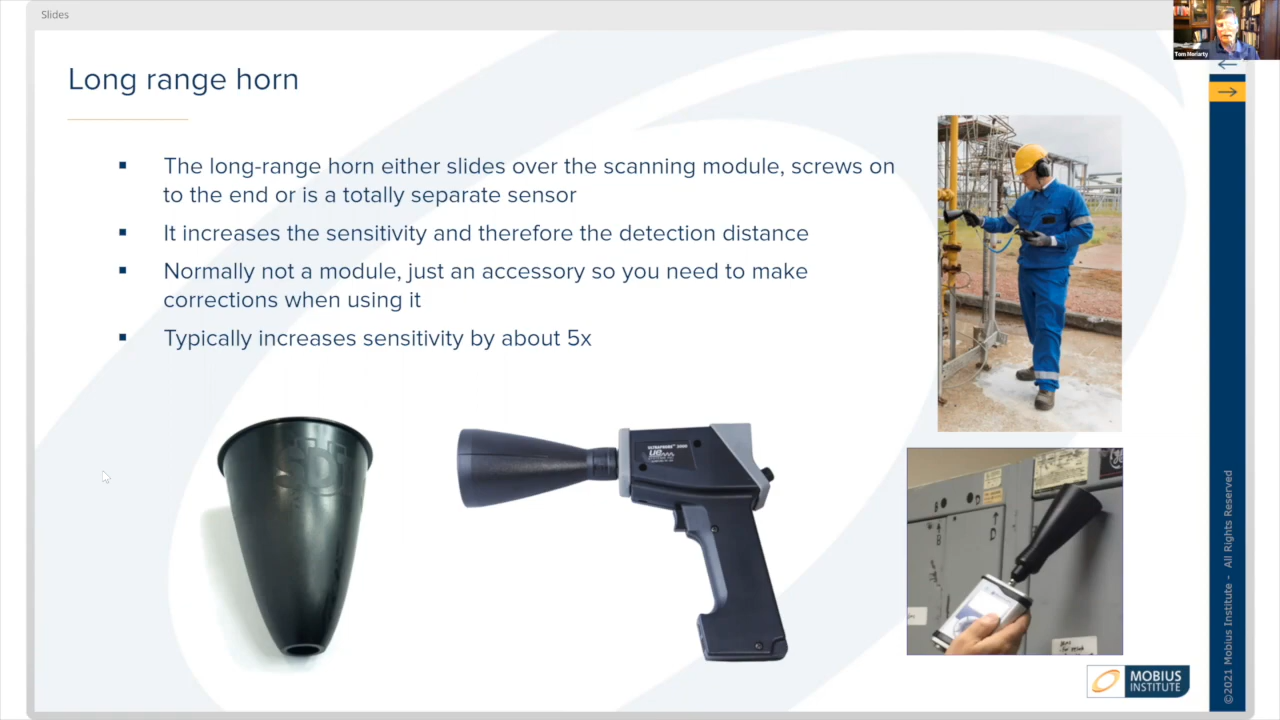 Slides
Tom Moriarty
Long range horn
▪ The long-range horn either slides over the scanning module, screws on
to the end or is a totally separate sensor
▪ It increases the sensitivity and therefore the detection distance
▪ Normally not a module, just an accessory so you need to make
corrections when using it
▪ Typically increases sensitivity by about 5x
ULTRAPROBE 3000
UE
MOBIUS
INSTITUTE
©2021 Mobius Institute - All Rights Reserved